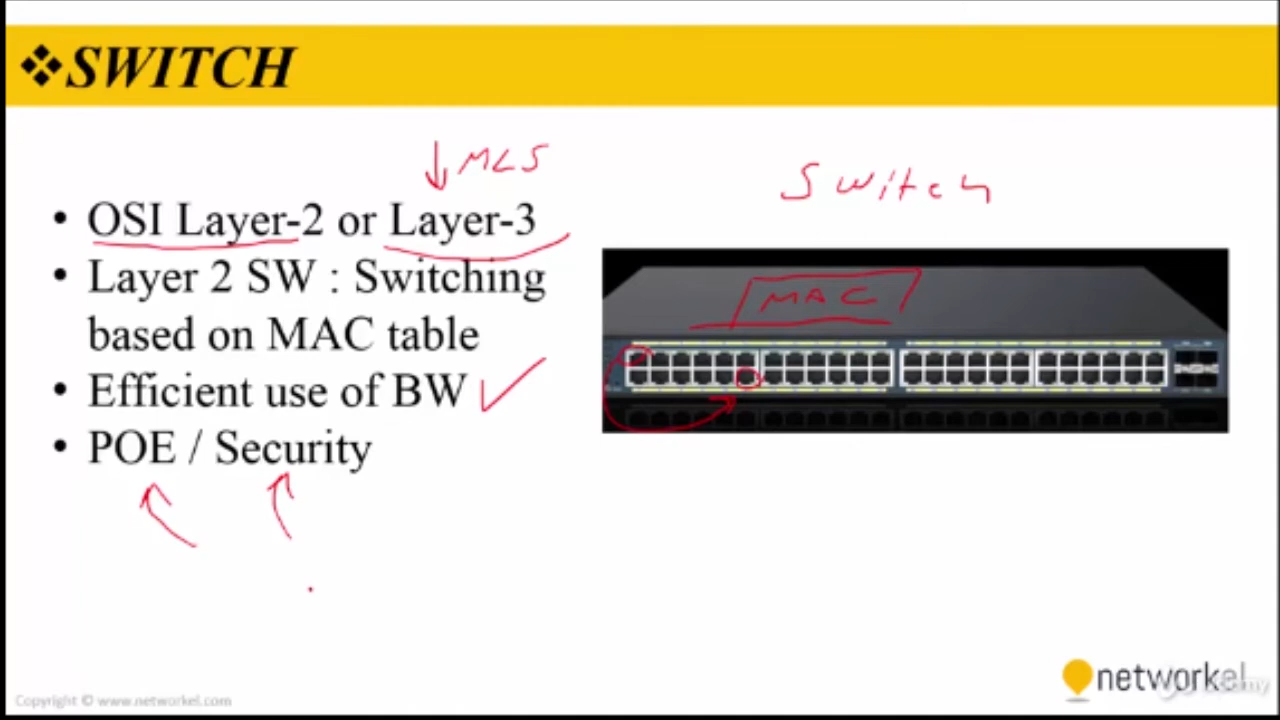 ❖SWITCH
MLS
Switch
• OSI Layer-2 or Layer-3
• Layer 2 SW : Switching
based on MAC table
• Efficient use of BW
• POE / Security
MAC
networkel
Copyright © www.networkel.com